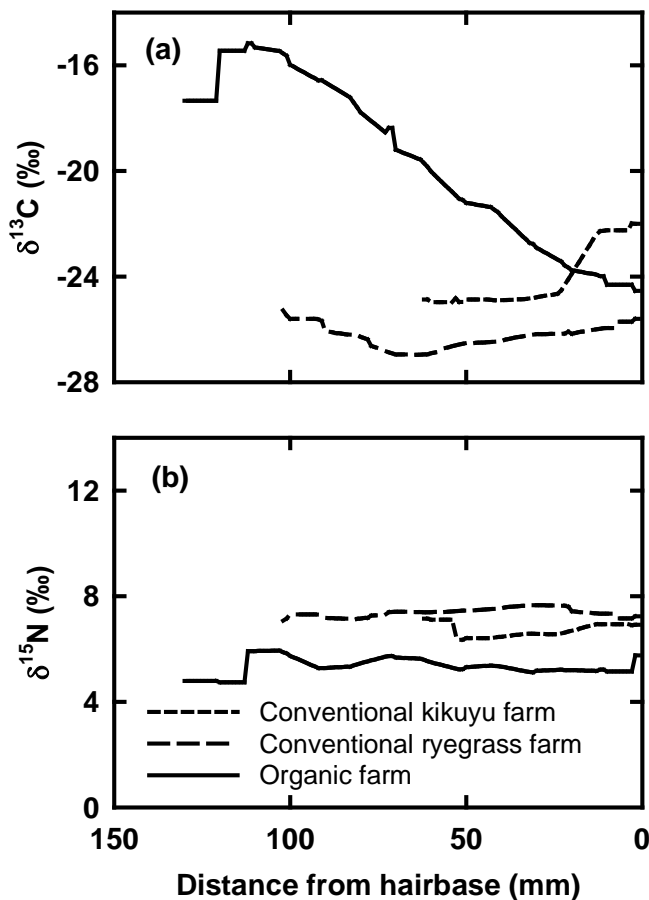 (a)
-16
-20
-24
-28
δ¹³C (‰)
(b)
12
8
4
0
δ¹⁵N (‰)
Conventional kikuyu farm
Conventional ryegrass farm
Organic farm
150 100 50 0
Distance from hairbase (mm)